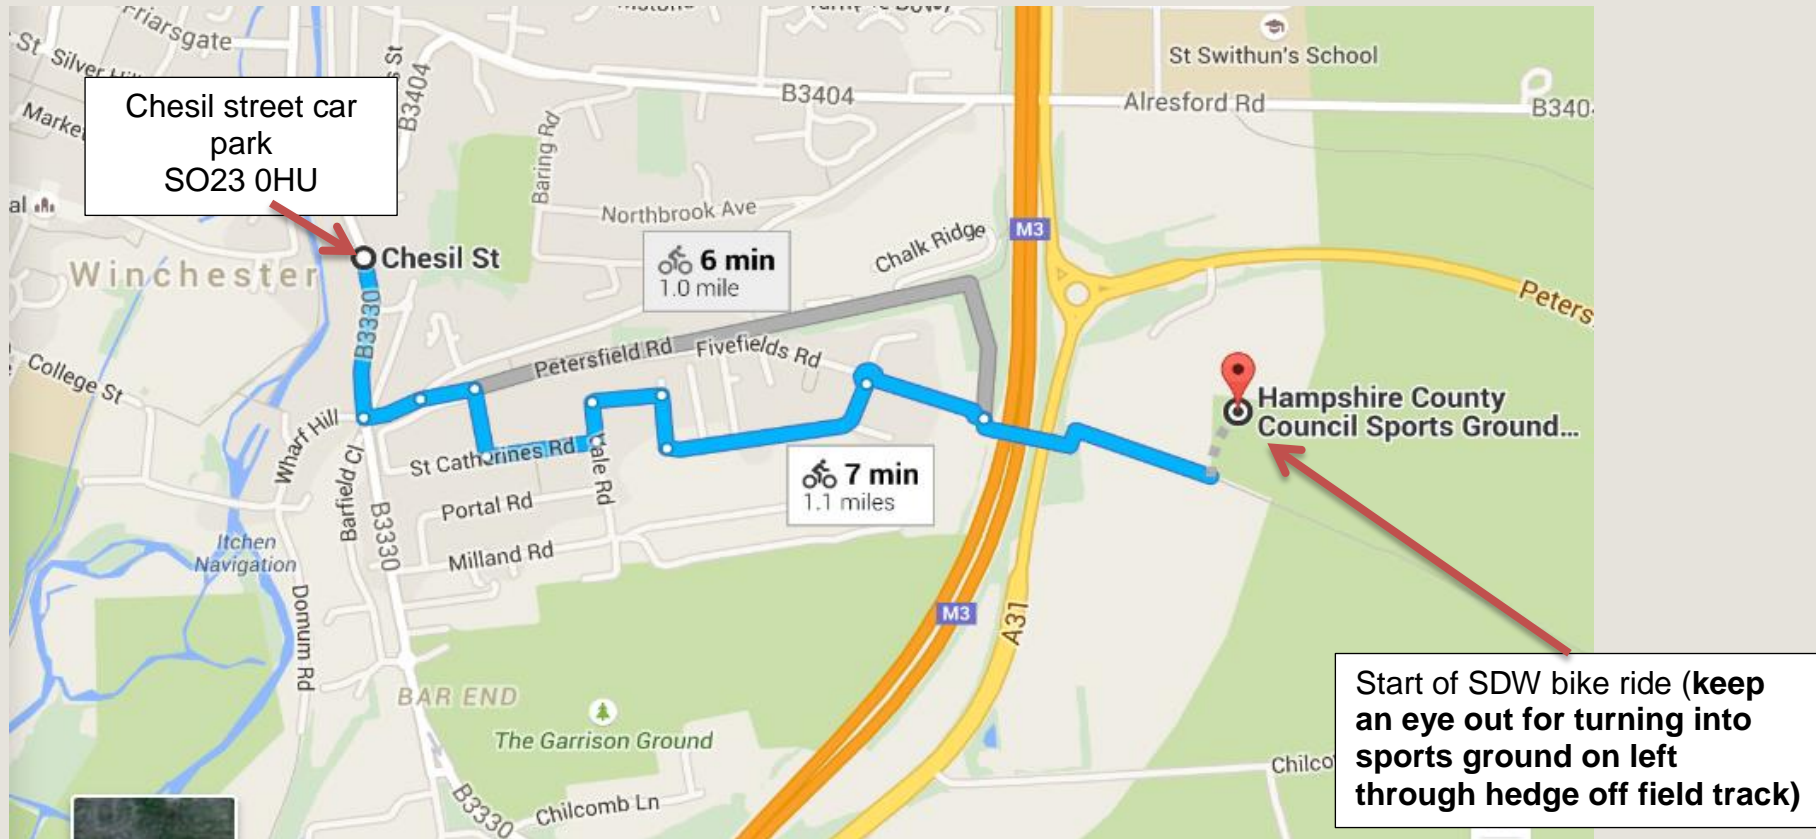 Friarsgate
St
Silver
B3404
St Swithun's School
B3404
Alresford Rd
Chesil street car
park
SO23 0HU
Baring Rd
Northbrook Ave
M3
Chalk Ridge
Chesil St
Winchester
6 min
1.0 mile
B3330
Petersfield Rd
Fivefields Rd
College St
Hampshire County
Council Sports Ground...
Wharf Hill
St Catherines Rd
7 min
1.1 miles
Barfield Cl
Portal Rd
B3330
Itchen
Navigation
Milland Rd
Domum Rd
M3
A31
BAR END
The Garrison Ground
Start of SDW bike ride (keep
an eye out for turning into
sports ground on left
through hedge off field track)
B3330
Chilcomb Ln